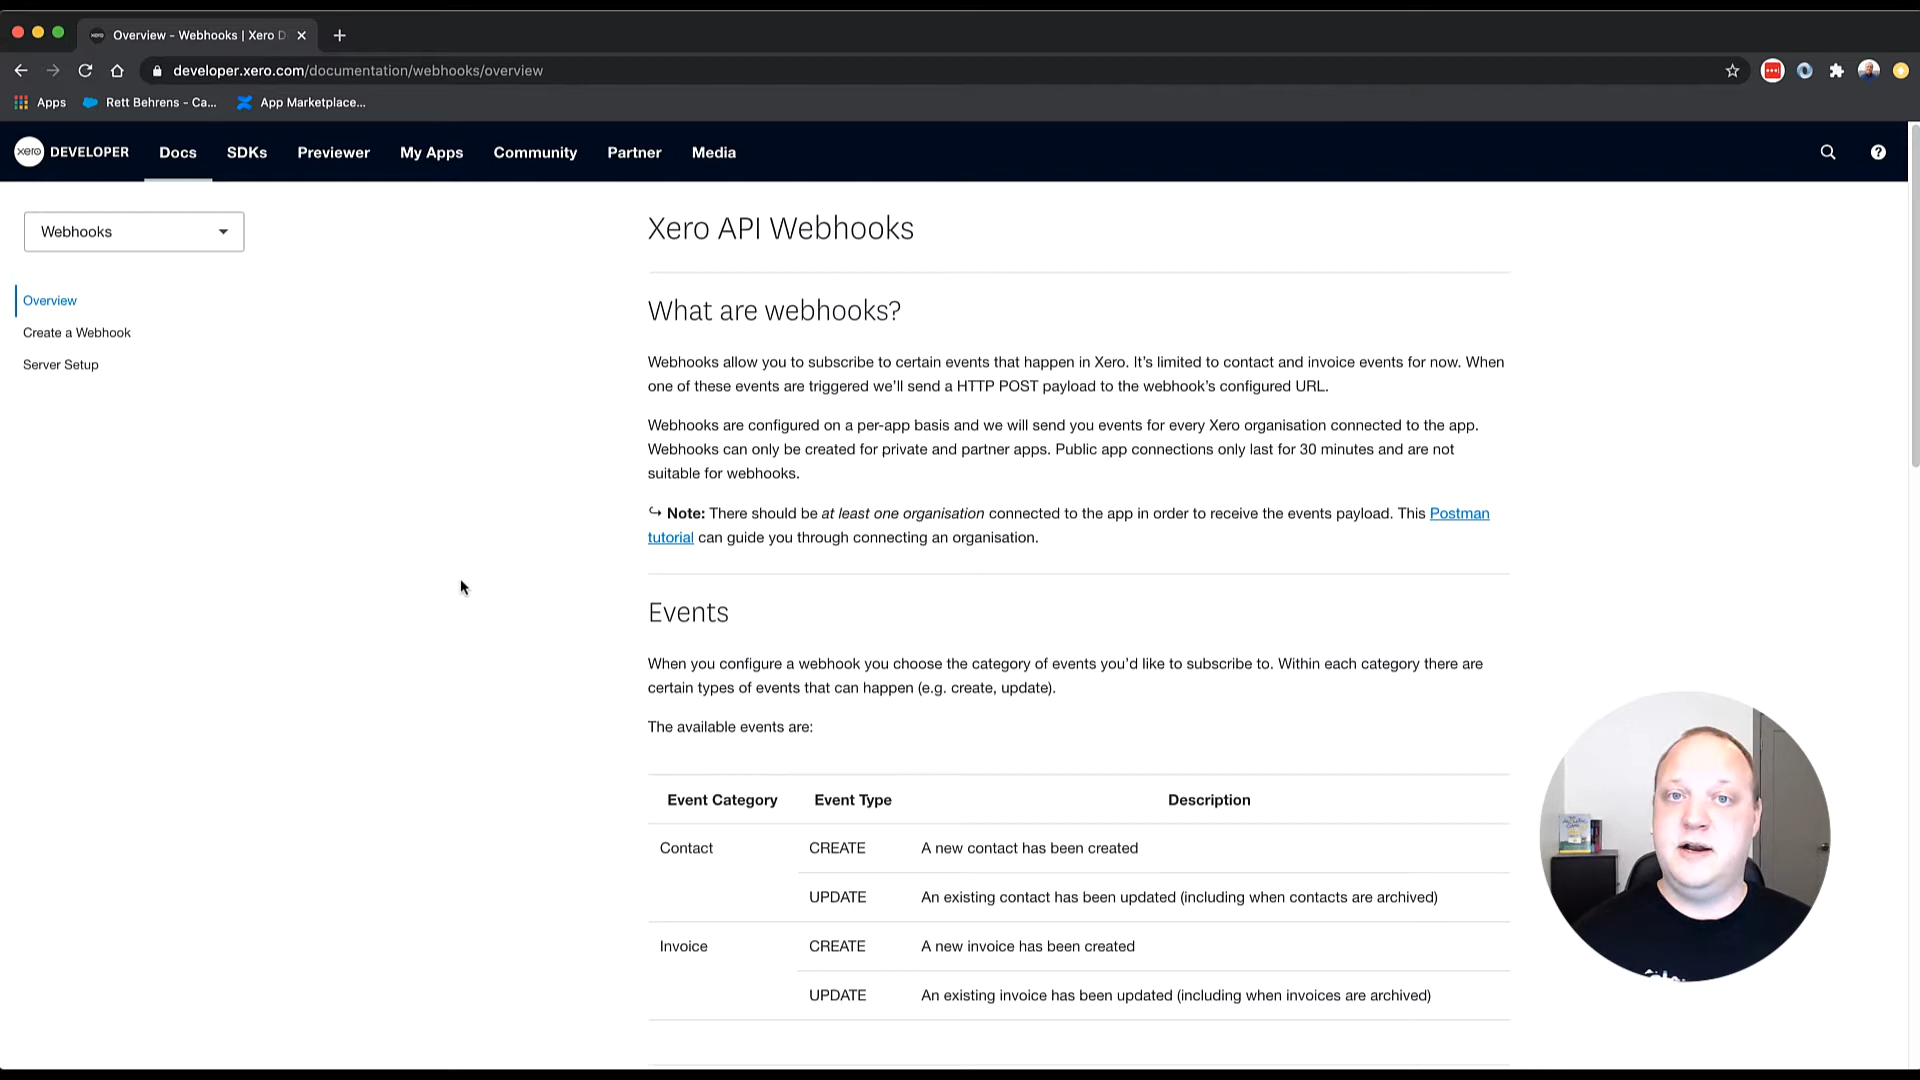 Overview - Webhooks | Xero D
developer.xero.com/documentation/webhooks/overview
Apps
Rett Behrens - Ca...
App Marketplace...
xero DEVELOPER
Docs
SDKs
Previewer
My Apps
Community
Partner
Media
Webhooks
Overview
Create a Webhook
Server Setup
Xero API Webhooks
What are webhooks?
Webhooks allow you to subscribe to certain events that happen in Xero. It's limited to contact and invoice events for now. When
one of these events are triggered we'll send a HTTP POST payload to the webhook's configured URL.
Webhooks are configured on a per-app basis and we will send you events for every Xero organisation connected to the app.
Webhooks can only be created for private and partner apps. Public app connections only last for 30 minutes and are not
suitable for webhooks.
↪ Note: There should be at least one organisation connected to the app in order to receive the events payload. This Postman
tutorial can guide you through connecting an organisation.
Events
When you configure a webhook you choose the category of events you'd like to subscribe to. Within each category there are
certain types of events that can happen (e.g. create, update).
The available events are:
Event Category Event Type Description
Contact CREATE A new contact has been created
UPDATE An existing contact has been updated (including when contacts are archived)
Invoice CREATE A new invoice has been created
UPDATE An existing invoice has been updated (including when invoices are archived)